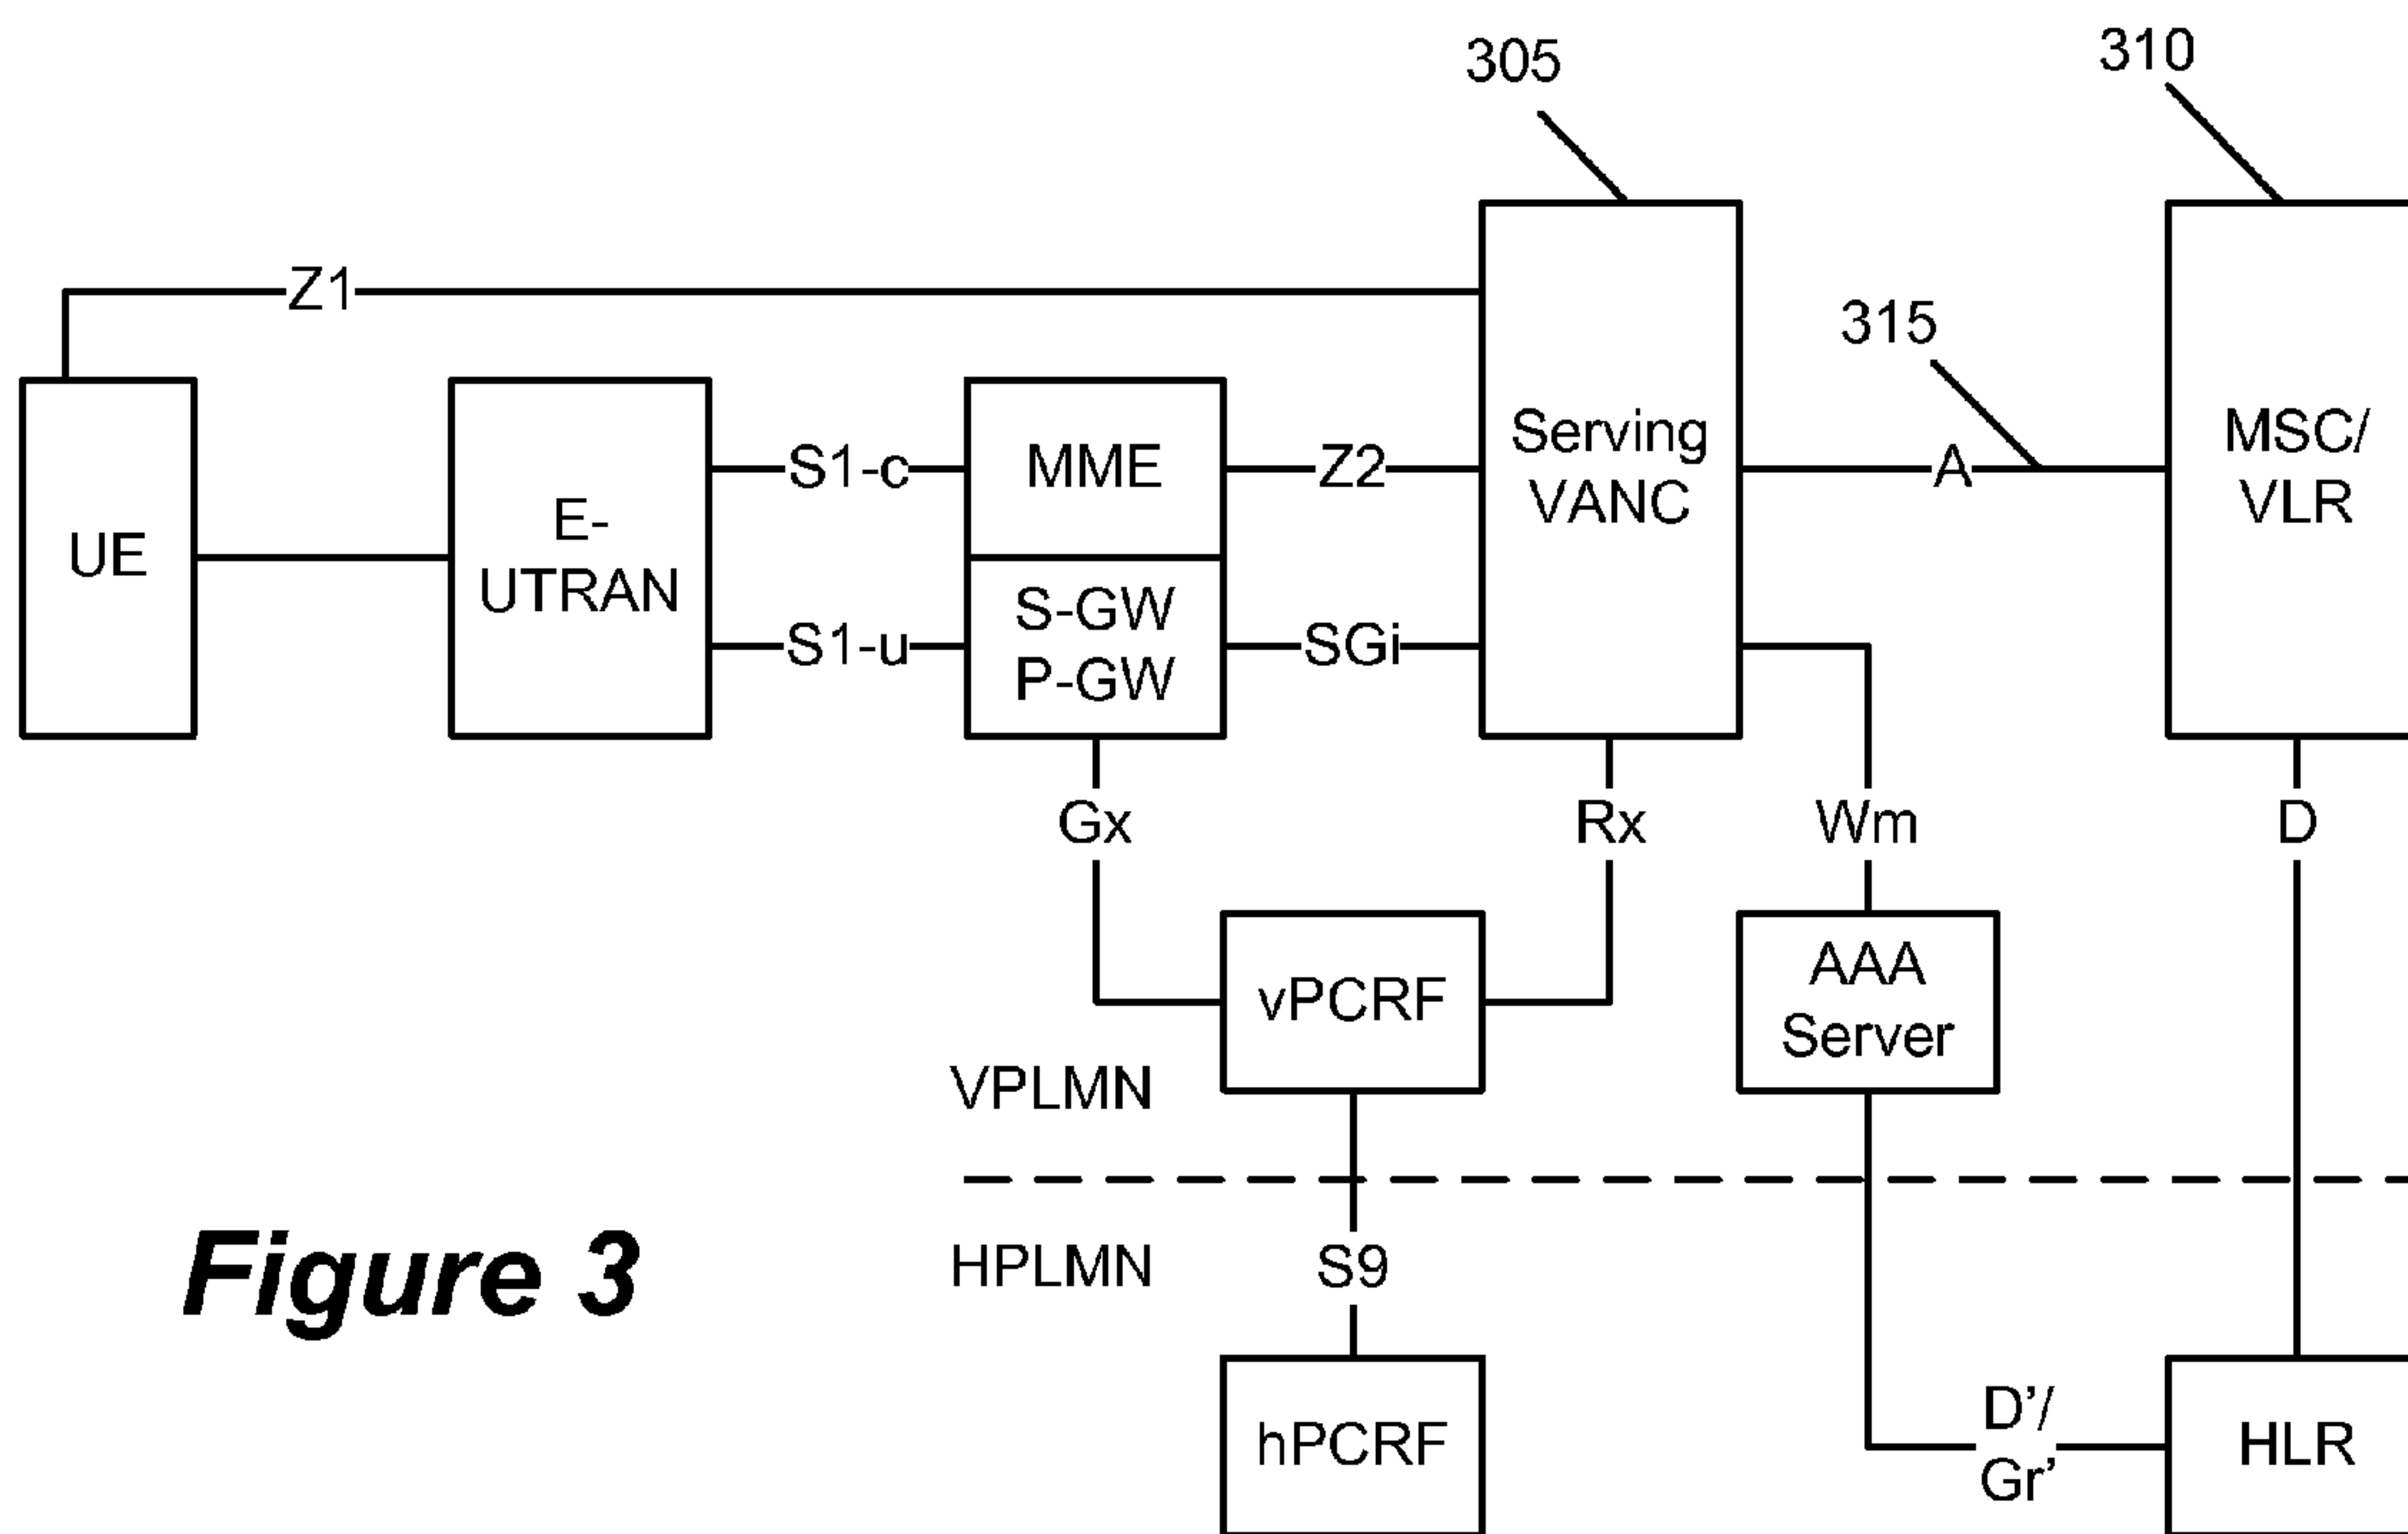 305
310
Z1
315
UE
E-
UTRAN
S1-c
S1-u
MME
S-GW
P-GW
Z2
SGi
Serving
VANC
A
MSC/
VLR
Gx
Rx
Wm
D
vPCRF
AAA
Server
VPLMN
HPLMN
S9
Figure 3
hPCRF
D’/
Gr’
HLR